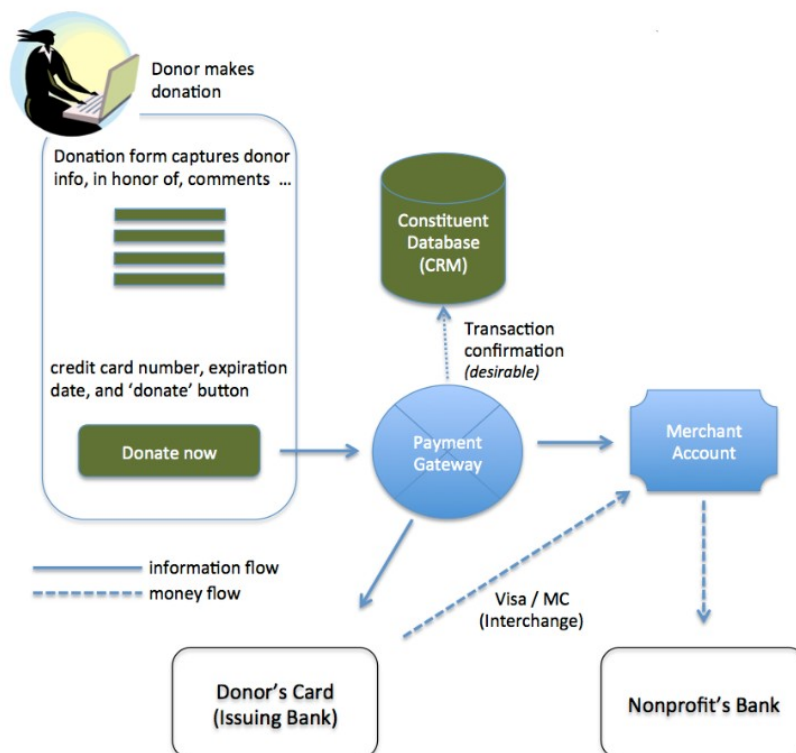 Donor makes
donation
Donation form captures donor
info, in honor of, comments ...
credit card number, expiration
date, and ‘donate’ button
Donate now
Constituent
Database
(CRM)
Transaction
confirmation
(desirable)
Payment
Gateway
Merchant
Account
information flow
money flow
Visa / MC
(Interchange)
Donor’s Card
(Issuing Bank)
Nonprofit’s Bank